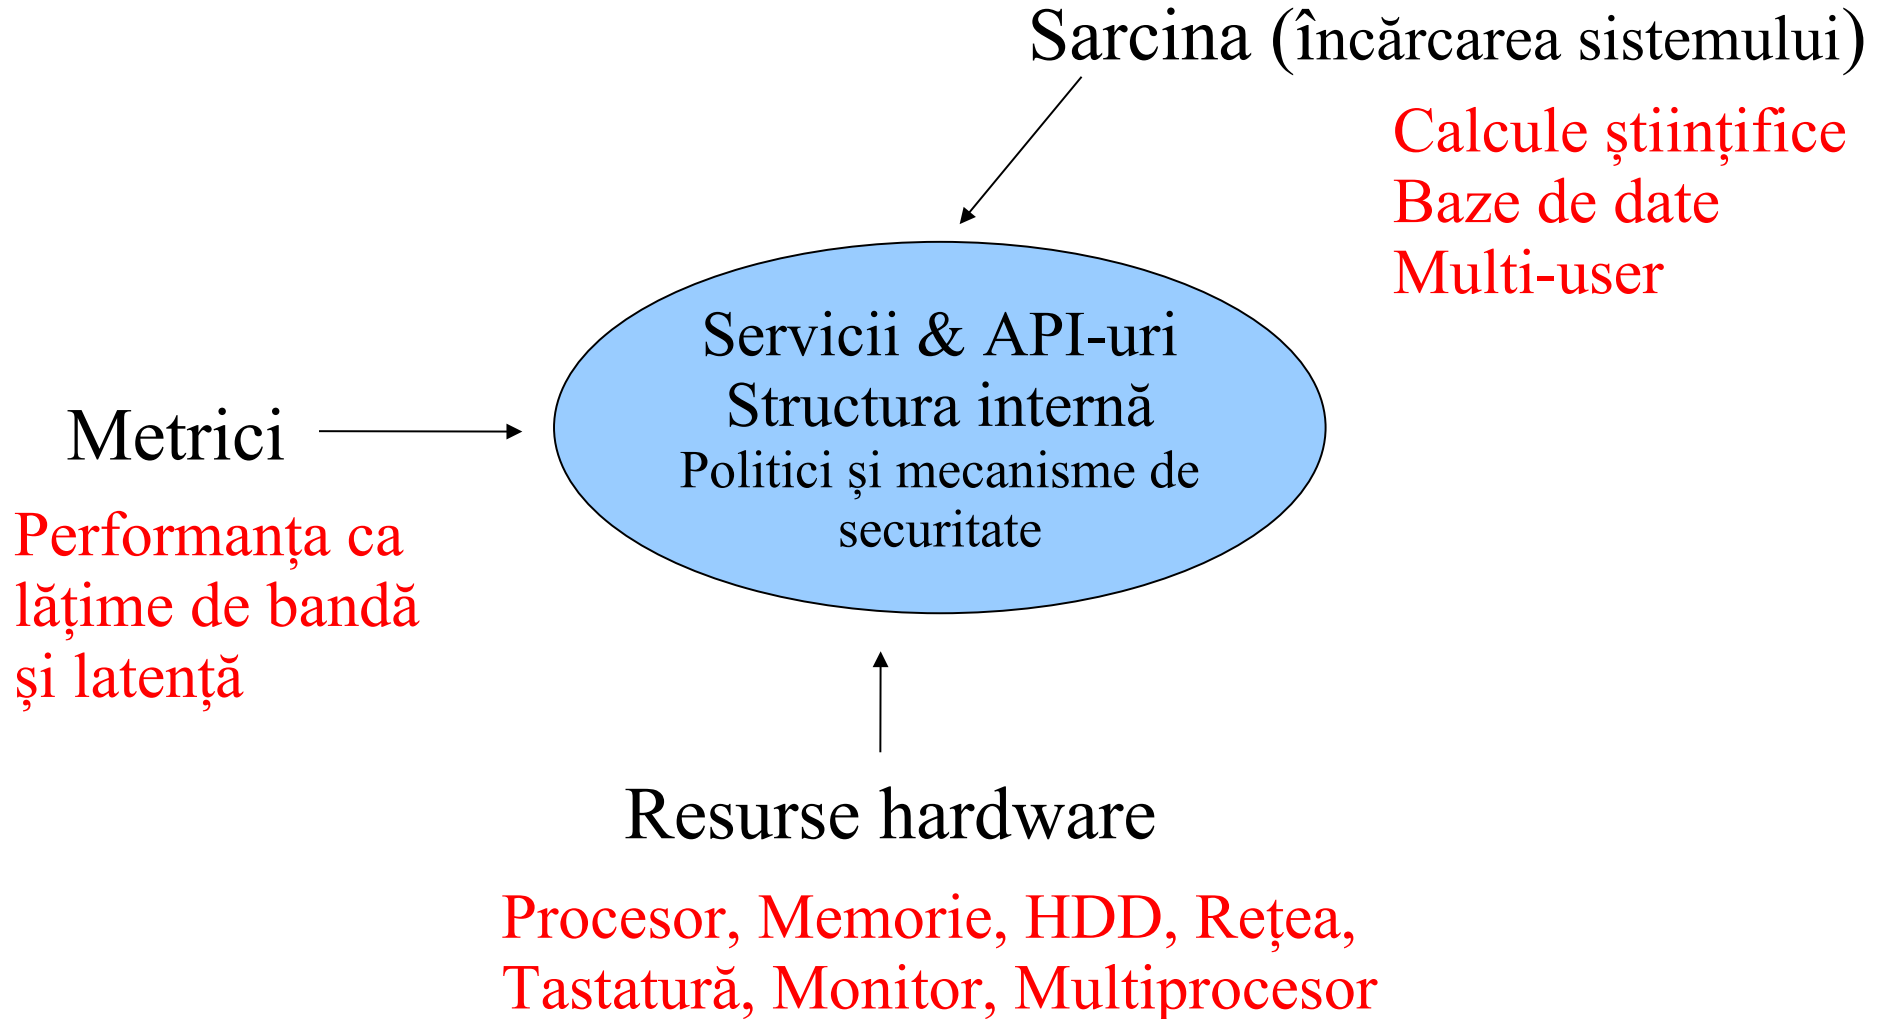 Sarcina (încărcarea sistemului)
Calcule științifice
Baze de date
Multi-user
Servicii & API-uri
Structura internă
Politici și mecanisme de
securitate
Metrici
Performanța ca
lățime de bandă
și latență
Resurse hardware
Procesor, Memorie, HDD, Rețea,
Tastatură, Monitor, Multiprocesor